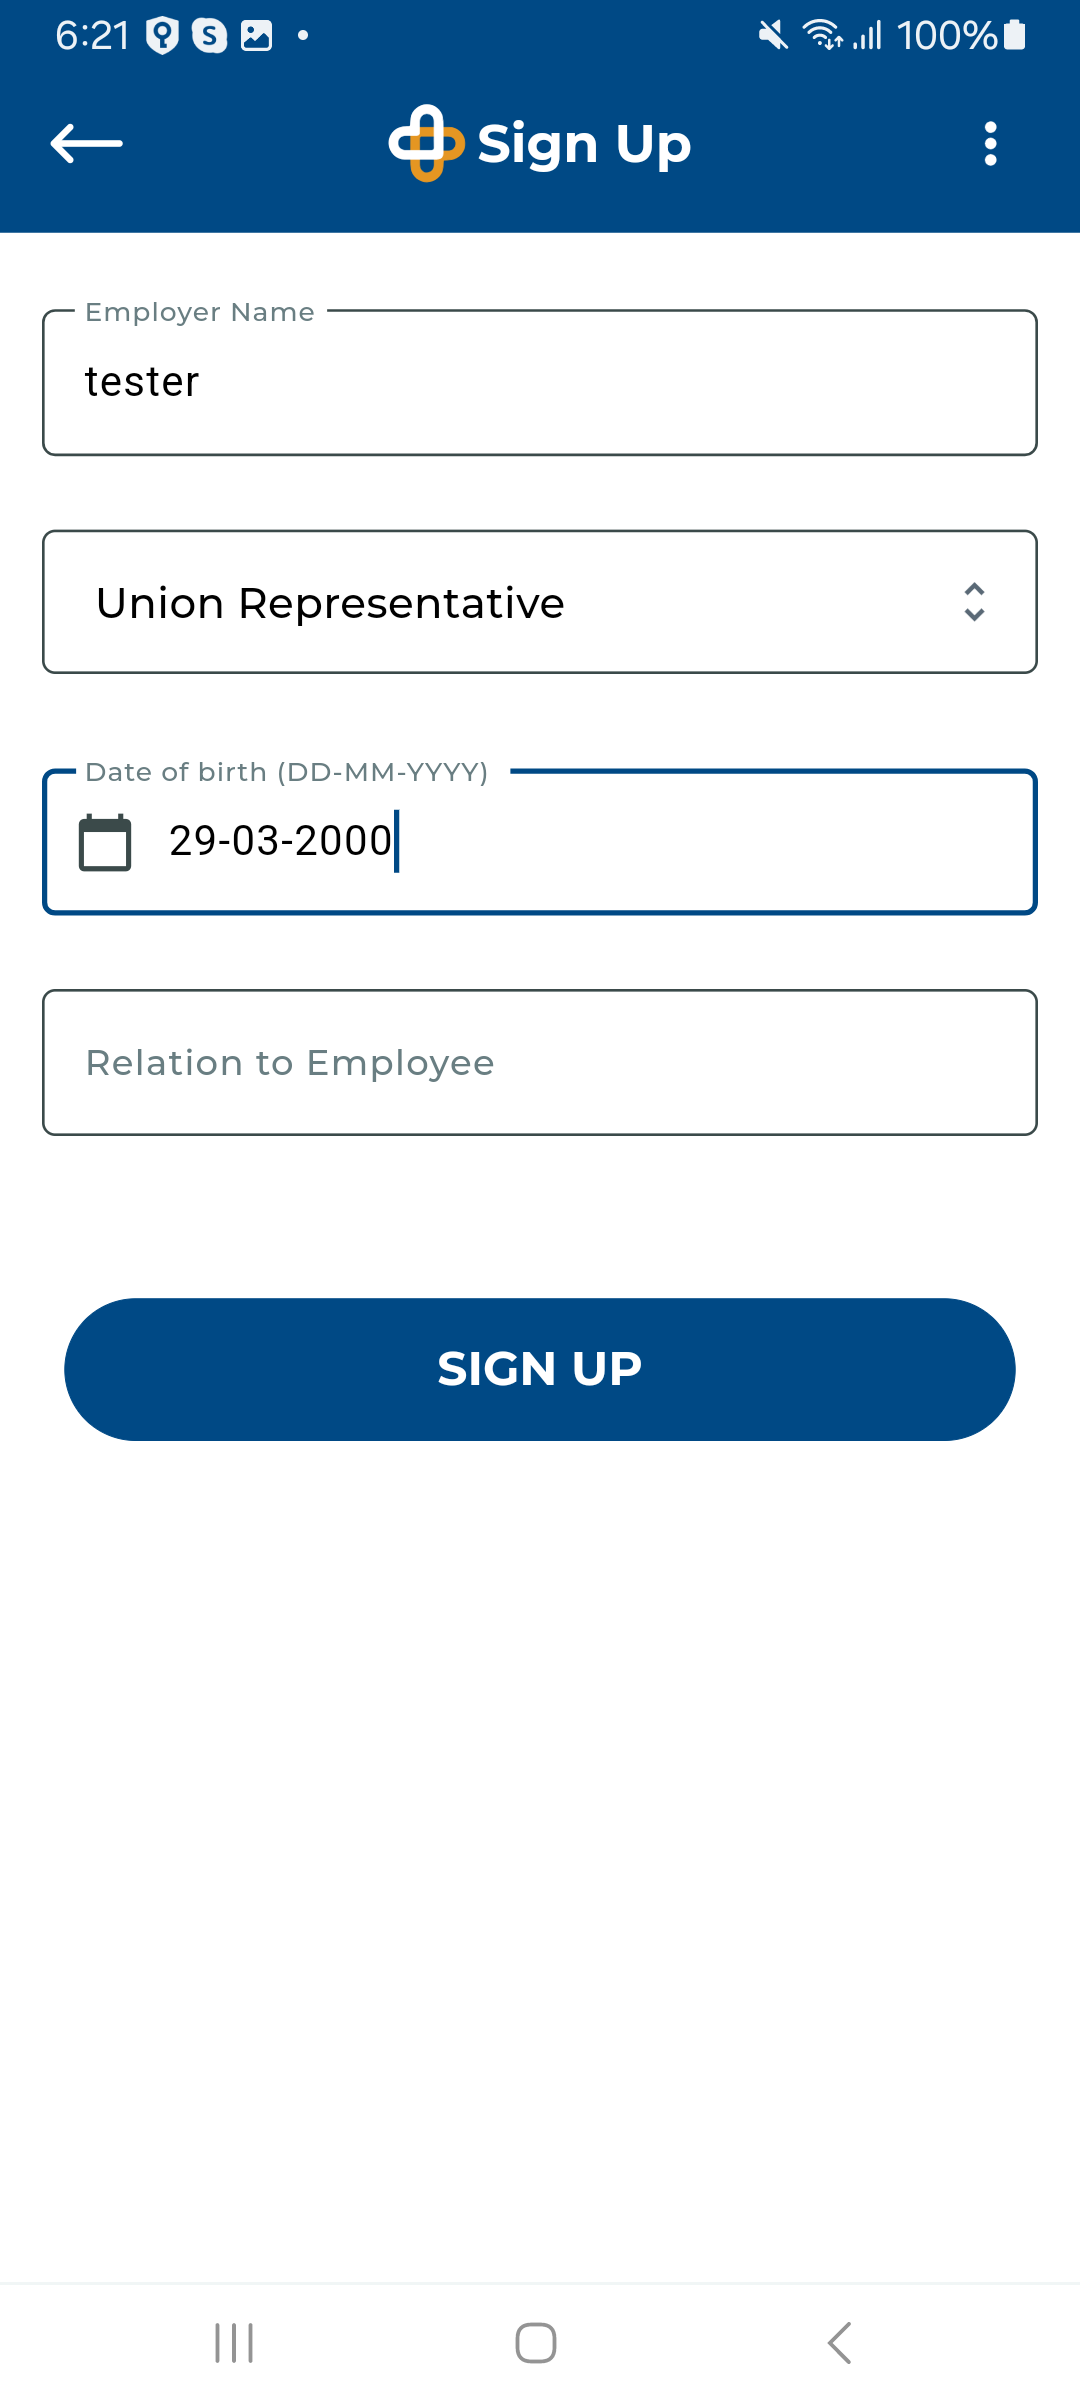 6:21 S 100%
Sign Up
Employer Name
tester
Union Representative
Date of birth (DD-MM-YYYY)
29-03-2000
Relation to Employee
SIGN UP